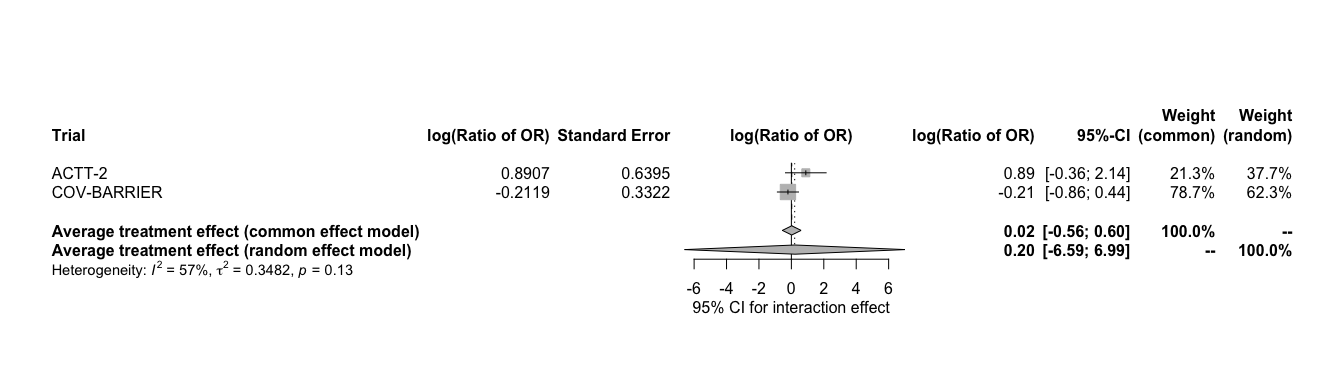 Weight Weight
Trial log(Ratio of OR) Standard Error log(Ratio of OR) log(Ratio of OR) 95%-CI (common) (random)
ACTT-2 0.8907 0.6395 0.89 [-0.36; 2.14] 21.3% 37.7%
COV-BARRIER -0.2119 0.3322 -0.21 [-0.86; 0.44] 78.7% 62.3%
Average treatment effect (common effect model) 0.02 [-0.56; 0.60] 100.0% --
Average treatment effect (random effect model) 0.20 [-6.59; 6.99] -- 100.0%
Heterogeneity: I² = 57%, τ² = 0.3482, p = 0.13
-6 -4 -2 0 2 4 6
95% CI for interaction effect